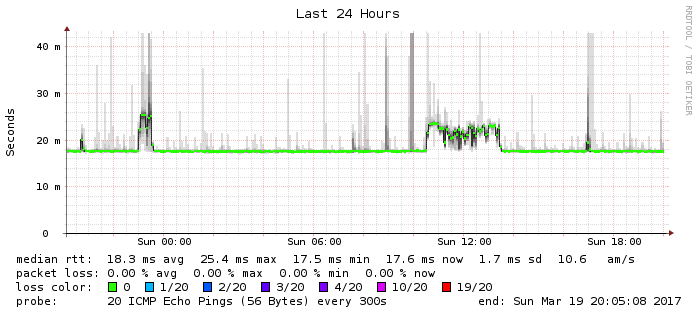 Last 24 Hours
RRDTOOL / TOBI OETIKER
Seconds
40 m
30 m
20 m
10 m
0
Sun 00:00 Sun 06:00 Sun 12:00 Sun 18:00
median rtt: 18.3 ms avg 25.4 ms max 17.5 ms min 17.6 ms now 1.7 ms sd 10.6 am/s
packet loss: 0.00 % avg 0.00 % max 0.00 % min 0.00 % now
loss color: 0 1/20 2/20 3/20 4/20 10/20 19/20
probe: 20 ICMP Echo Pings (56 Bytes) every 300s end: Sun Mar 19 20:05:08 2017